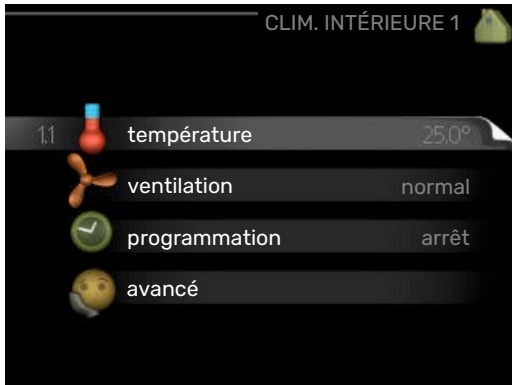 CLIM. INTÉRIEURE 1
1.1 température 25.0°
ventilation normal
programmation arrêt
avancé